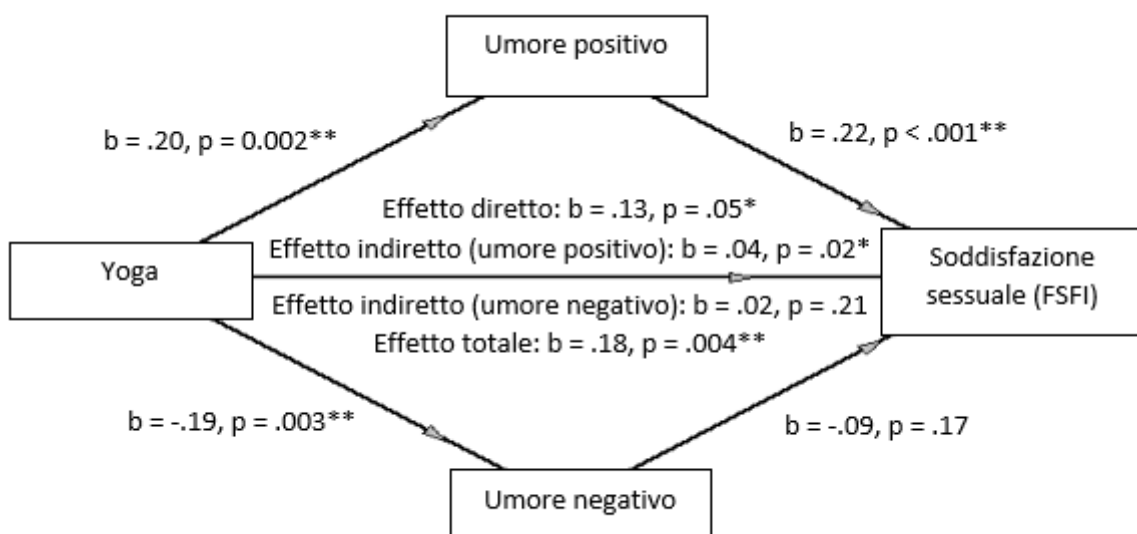 Umore positivo
b = .20, p = 0.002**
b = .22, p < .001**
Effetto diretto: b = .13, p = .05*
Effetto indiretto (umore positivo): b = .04, p = .02*
Yoga
Soddisfazione
sessuale (FSFI)
Effetto indiretto (umore negativo): b = .02, p = .21
Effetto totale: b = .18, p = .004**
b = -.19, p = .003**
b = -.09, p = .17
Umore negativo